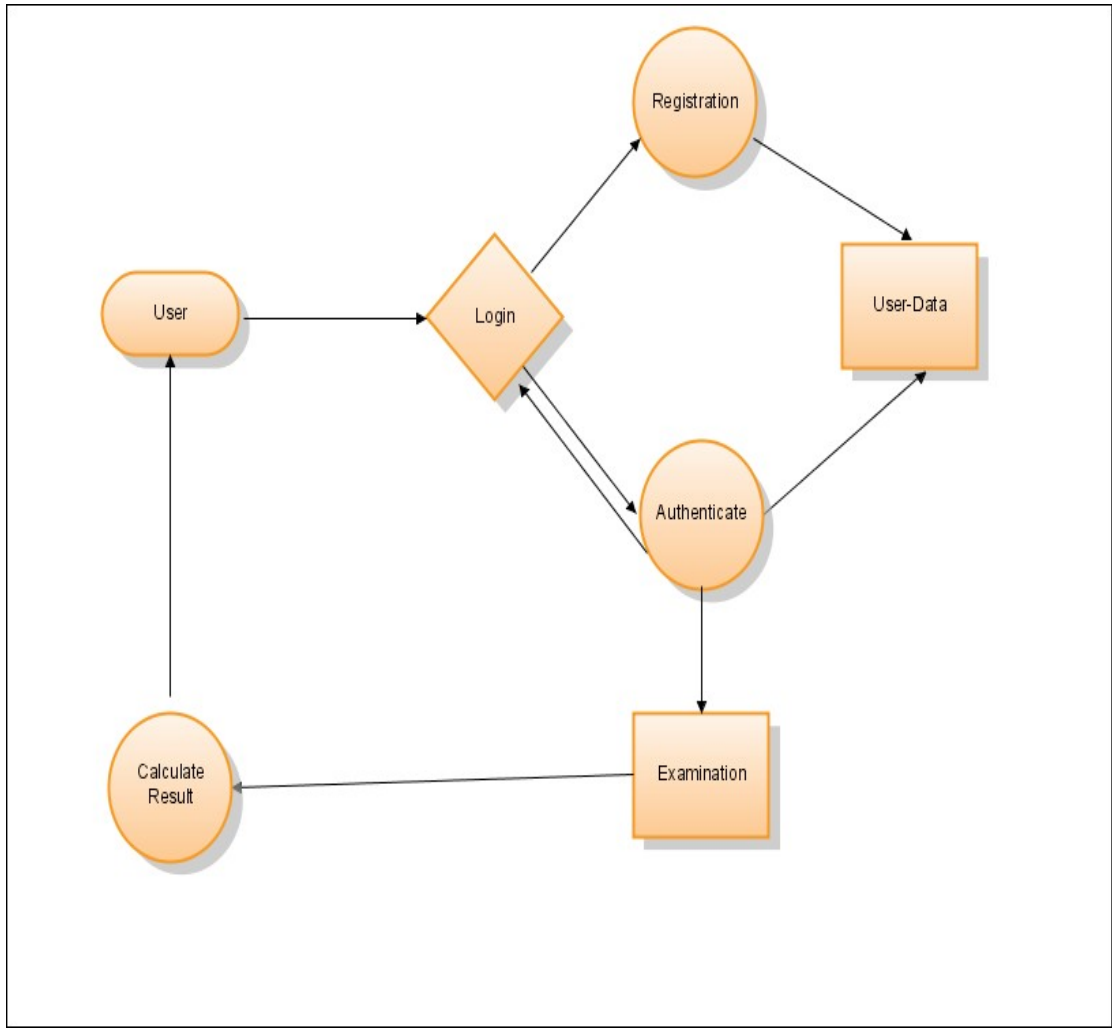 Registration
User
Login
User-Data
Authenticate
Calculate
Result
Examination